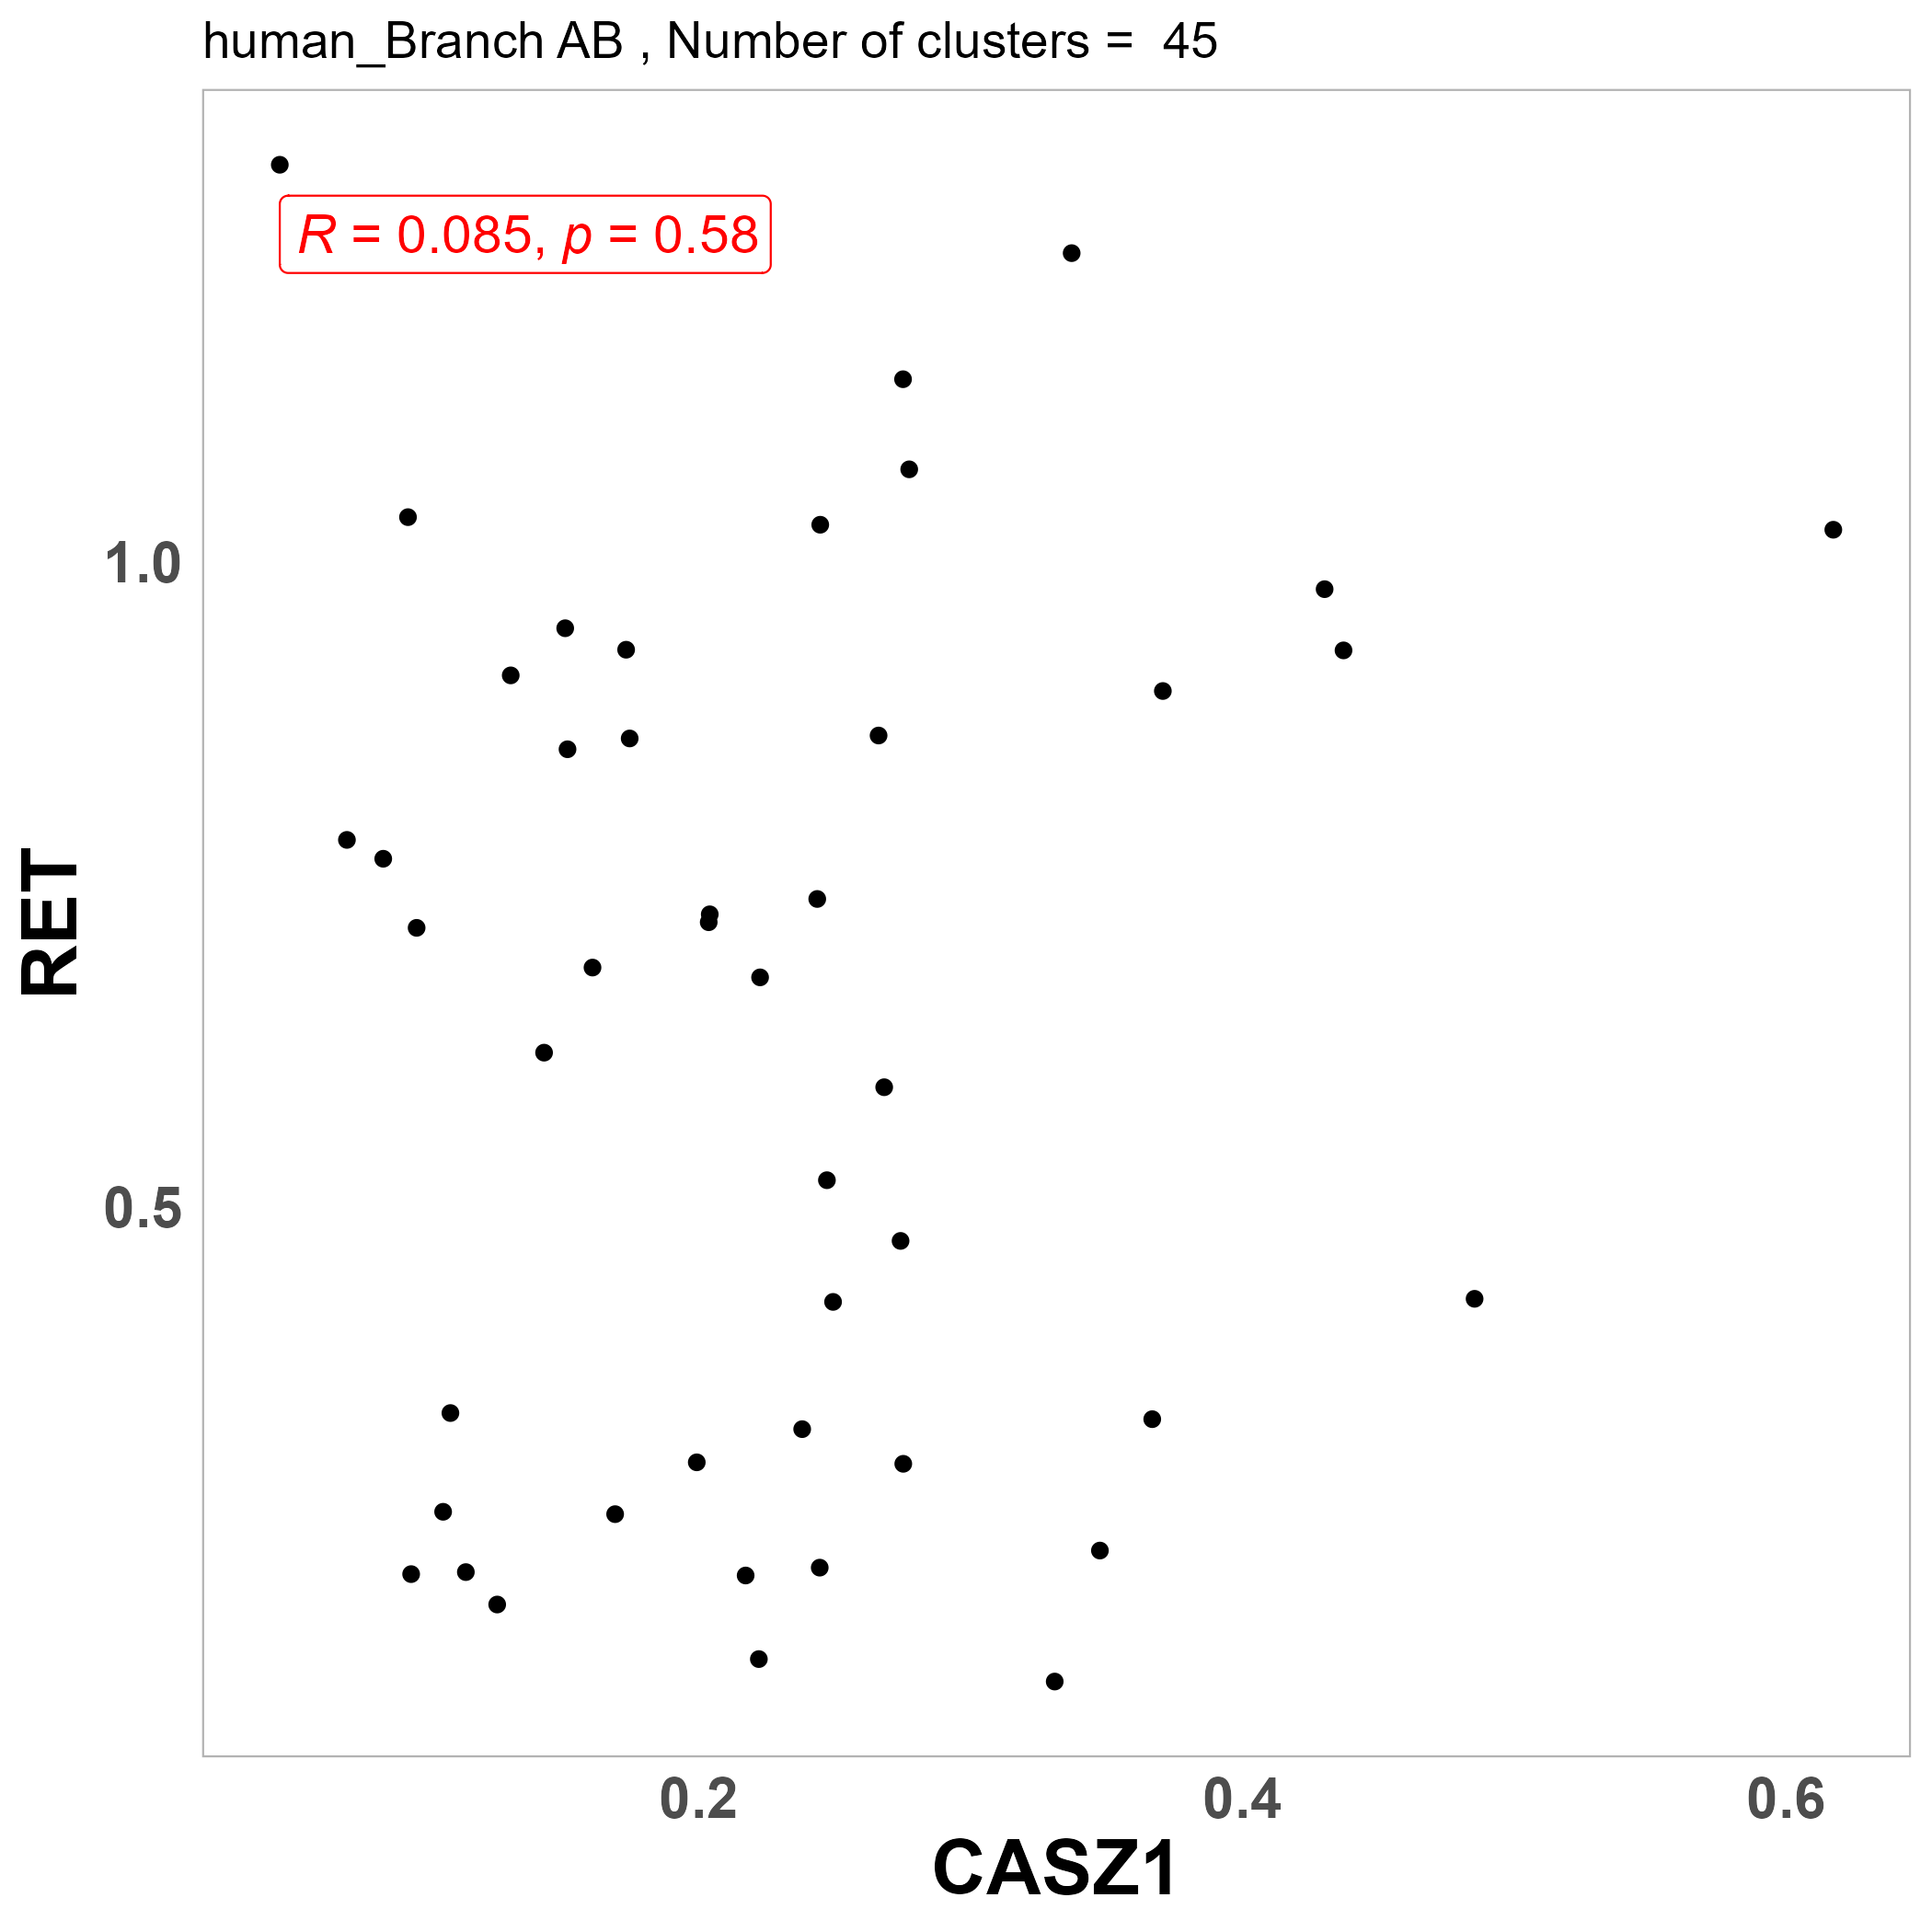 human_Branch AB , Number of clusters =  45
R = 0.085, p = 0.58
1.0
0.5
RET
0.2 0.4 0.6
CASZ1